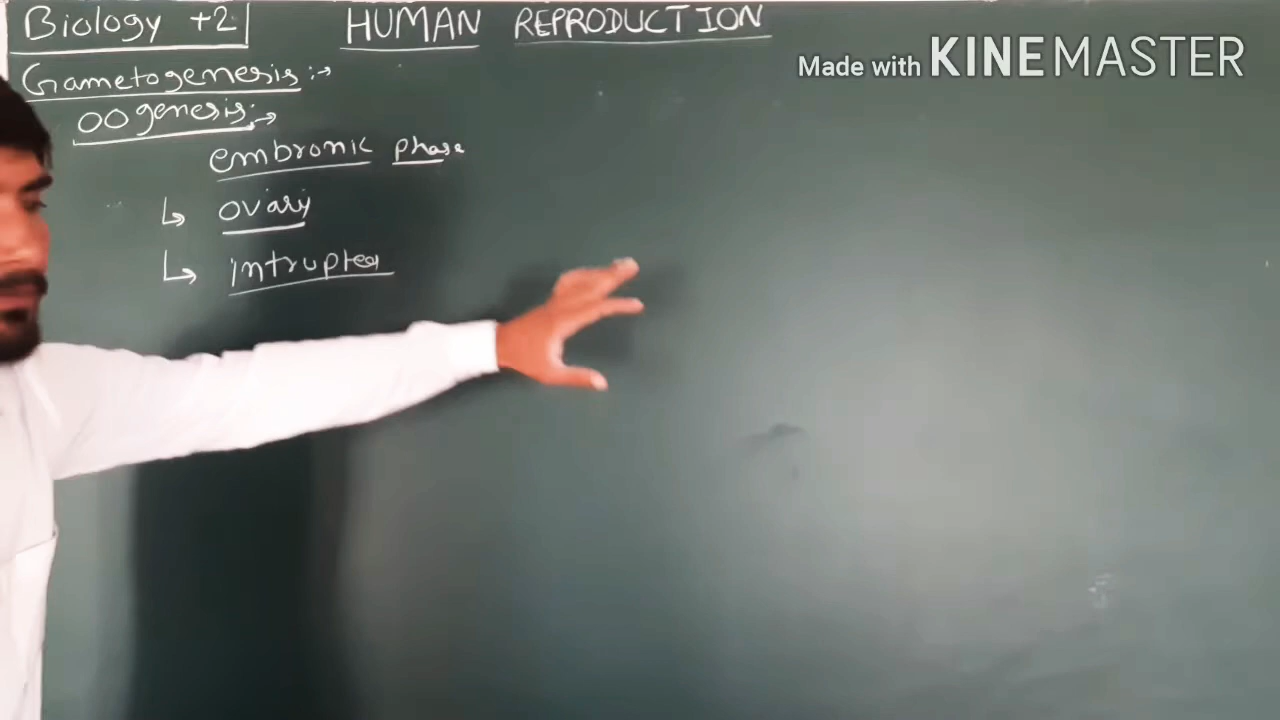 Biology +2
HUMAN REPRODUCTION
Made with KINEMASTER
Gametogenesis:→
oogenesis:→
embronic phase
↳ ovary
↳ intrupted